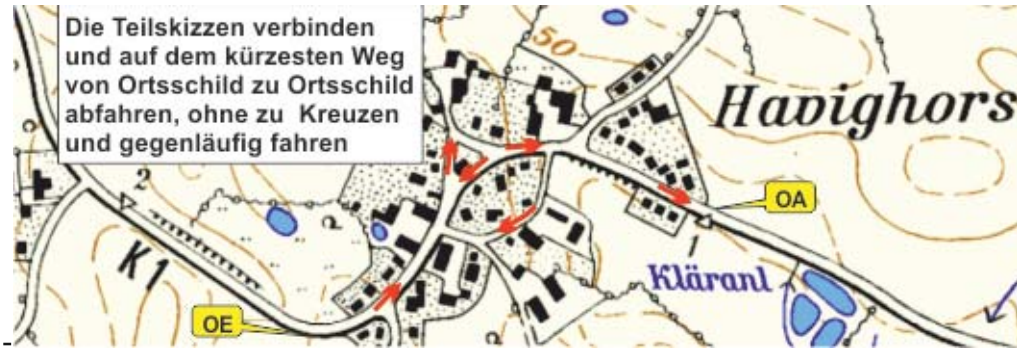 Die Teilskizzen verbinden
und auf dem kürzesten Weg
von Ortsschild zu Ortsschild
abfahren, ohne zu Kreuzen
und gegenläufig fahren
50
Havighors
2
OA
K 1
1
Kläranl
OE